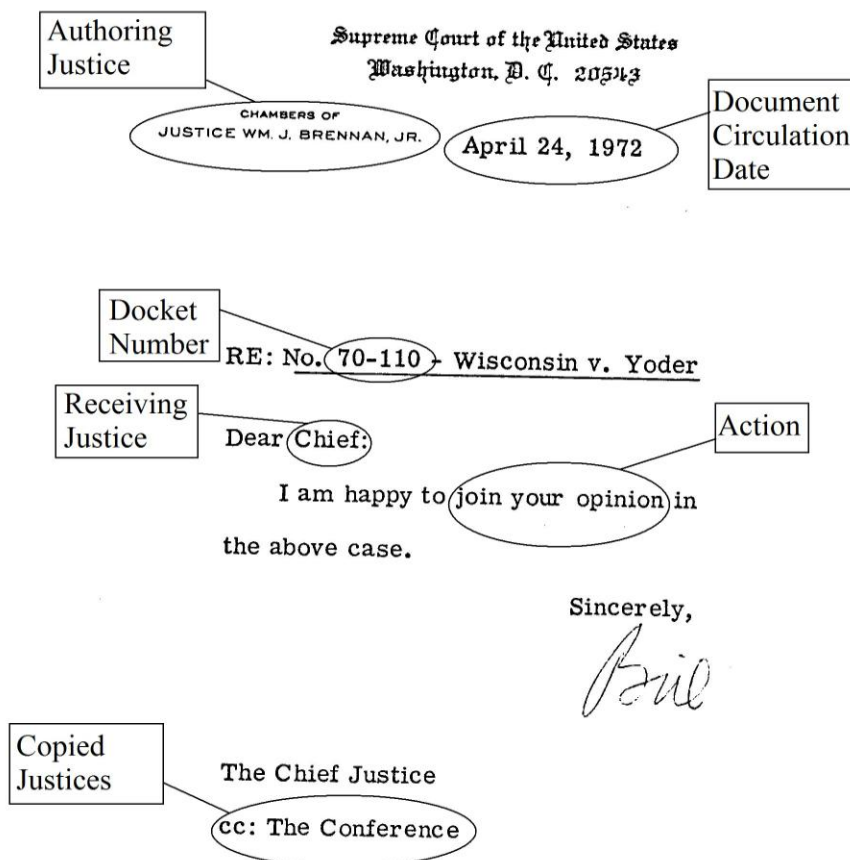 Authoring
Justice
Supreme Court of the United States
Washington, D. C. 20543
CHAMBERS OF
JUSTICE WM. J. BRENNAN, JR.
April 24, 1972
Document
Circulation
Date
Docket
Number
RE: No. 70-110 - Wisconsin v. Yoder
Receiving
Justice
Dear Chief:
Action
I am happy to join your opinion in
the above case.
Sincerely,
Bill
Copied
Justices
The Chief Justice
cc: The Conference